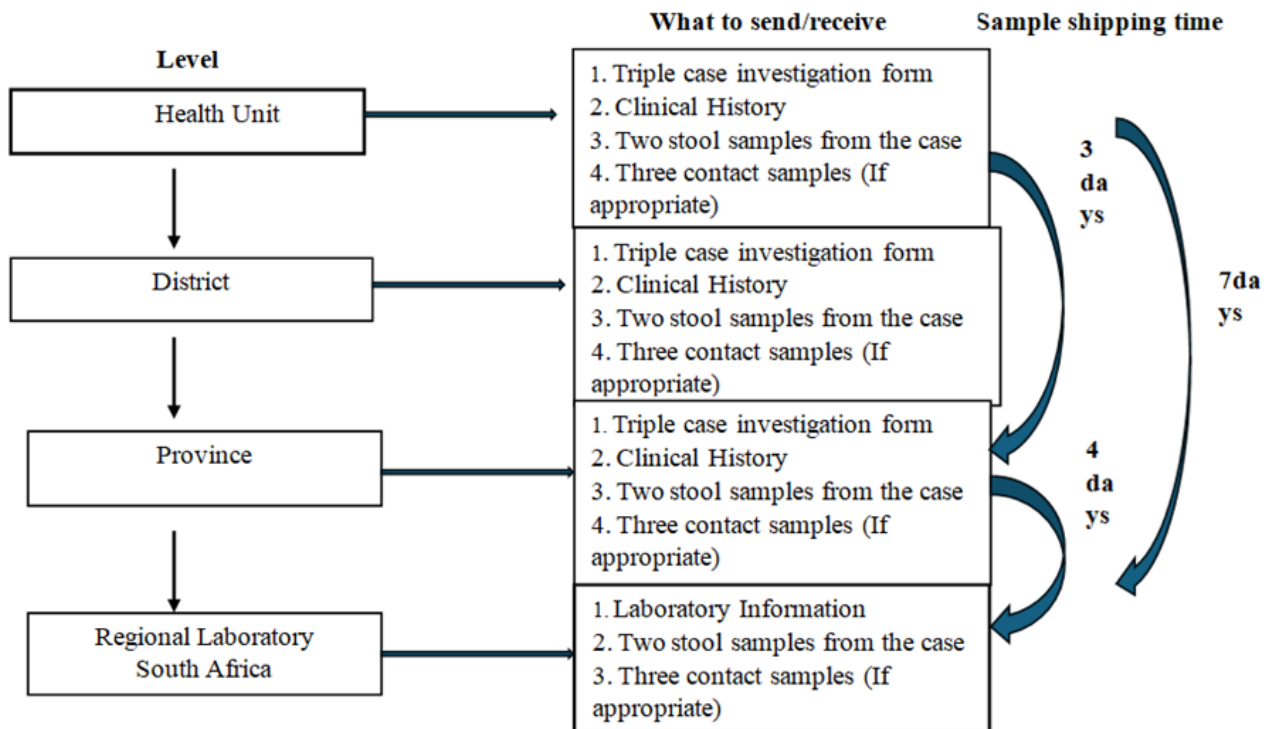 What to send/receive
Sample shipping time
Level
Health Unit
1. Triple case investigation form
2. Clinical History
3. Two stool samples from the case
4. Three contact samples (If
appropriate)
3
da
ys
District
1. Triple case investigation form
2. Clinical History
3. Two stool samples from the case
4. Three contact samples (If
appropriate)
7da
ys
Province
1. Triple case investigation form
2. Clinical History
3. Two stool samples from the case
4. Three contact samples (If
appropriate)
4
da
ys
Regional Laboratory
South Africa
1. Laboratory Information
2. Two stool samples from the case
3. Three contact samples (If
appropriate)